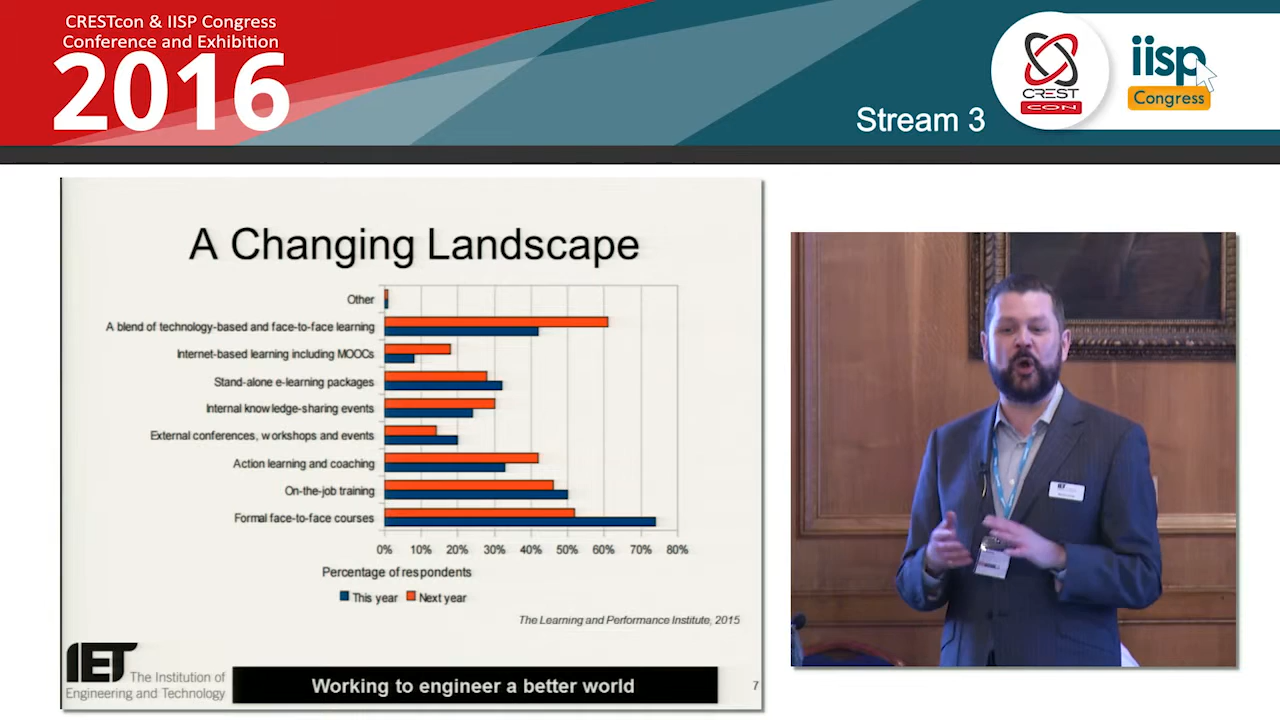 CRESTcon & IISP Congress
Conference and Exhibition
2016
Stream 3
CREST
CON
iisp
Congress
A Changing Landscape
Other
A blend of technology-based and face-to-face learning
Internet-based learning including MOOCs
Stand-alone e-learning packages
Internal knowledge-sharing events
External conferences, workshops and events
Action learning and coaching
On-the-job training
Formal face-to-face courses
0% 10% 20% 30% 40% 50% 60% 70% 80%
Percentage of respondents
This year Next year
The Learning and Performance Institute, 2015
IET The Institution of
Engineering and Technology
Working to engineer a better world
7
IET